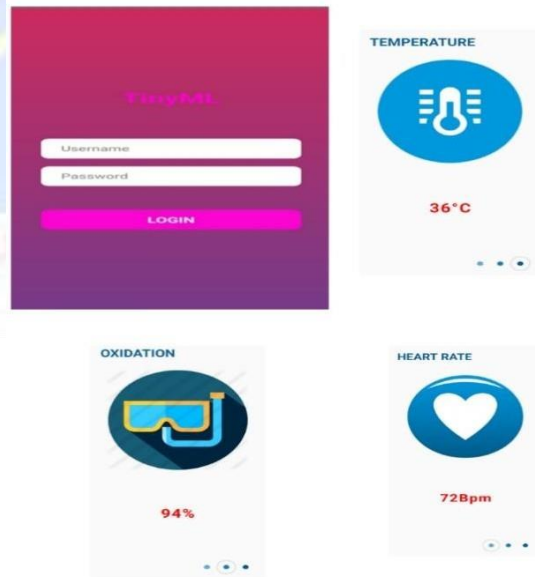 TinyML
Username
Password
LOGIN
TEMPERATURE
36°C
OXIDATION
94%
HEART RATE
72Bpm